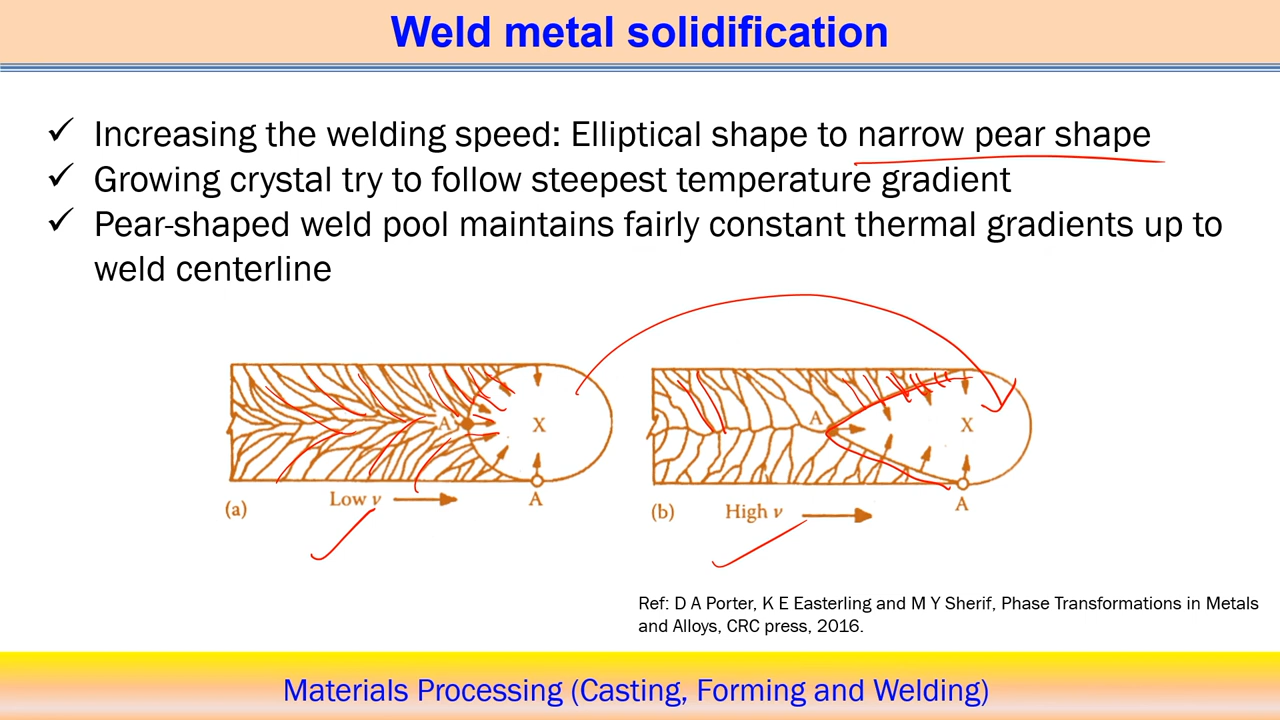 Weld metal solidification
✓ Increasing the welding speed: Elliptical shape to narrow pear shape
✓ Growing crystal try to follow steepest temperature gradient
✓ Pear-shaped weld pool maintains fairly constant thermal gradients up to
weld centerline
A X
A
(a) Low v
A X
A
(b) High v
Ref: D A Porter, K E Easterling and M Y Sherif, Phase Transformations in Metals
and Alloys, CRC press, 2016.
Materials Processing (Casting, Forming and Welding)